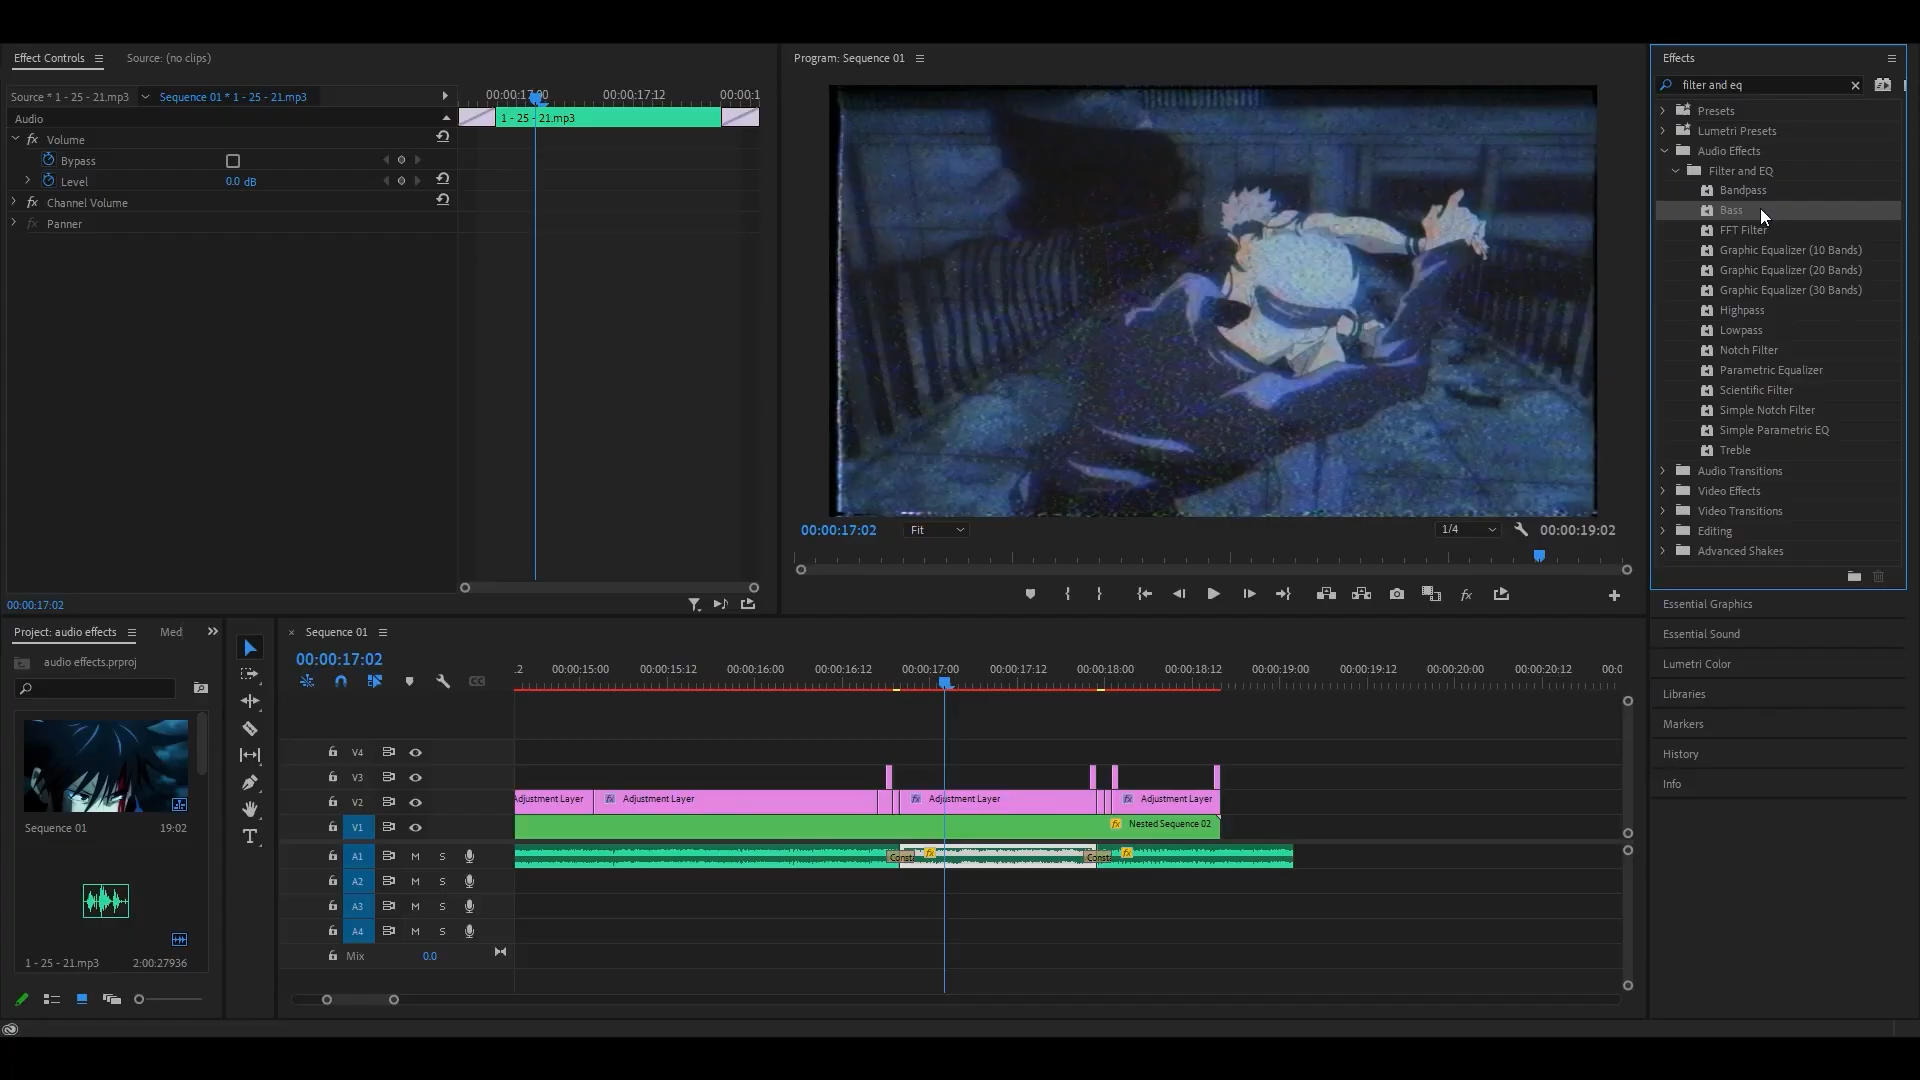 Effect Controls
Source: (no clips)
Source * 1 - 25 - 21.mp3
Sequence 01 * 1 - 25 - 21.mp3
00:00:17:00
00:00:17:12
00:00:1
Audio
1 - 25 - 21.mp3
fx Volume
Bypass
Level
0.0 dB
fx Channel Volume
fx Panner
00:00:17:02
Program: Sequence 01
00:00:17:02
Fit
1/4
00:00:19:02
fx
Effects
filter and eq
Presets
Lumetri Presets
Audio Effects
Filter and EQ
Bandpass
Bass
FFT Filter
Graphic Equalizer (10 Bands)
Graphic Equalizer (20 Bands)
Graphic Equalizer (30 Bands)
Highpass
Lowpass
Notch Filter
Parametric Equalizer
Scientific Filter
Simple Notch Filter
Simple Parametric EQ
Treble
Audio Transitions
Video Effects
Video Transitions
Editing
Advanced Shakes
Essential Graphics
Essential Sound
Lumetri Color
Libraries
Markers
History
Info
Project: audio effects
Med
audio effects.prproj
Sequence 01
19:02
1 - 25 - 21.mp3
2:00:27936
T
× Sequence 01
00:00:17:02
CC
.2
00:00:15:00
00:00:15:12
00:00:16:00
00:00:16:12
00:00:17:00
00:00:17:12
00:00:18:00
00:00:18:12
00:00:19:00
00:00:19:12
00:00:20:00
00:00:20:12
00:0
V4
V3
V2
Adjustment Layer
fx Adjustment Layer
fx Adjustment Layer
fx Adjustment Layer
V1
fx Nested Sequence 02
A1 M S
Consta
fx
Consta
fx
A2 M S
A3 M S
A4 M S
Mix
0.0